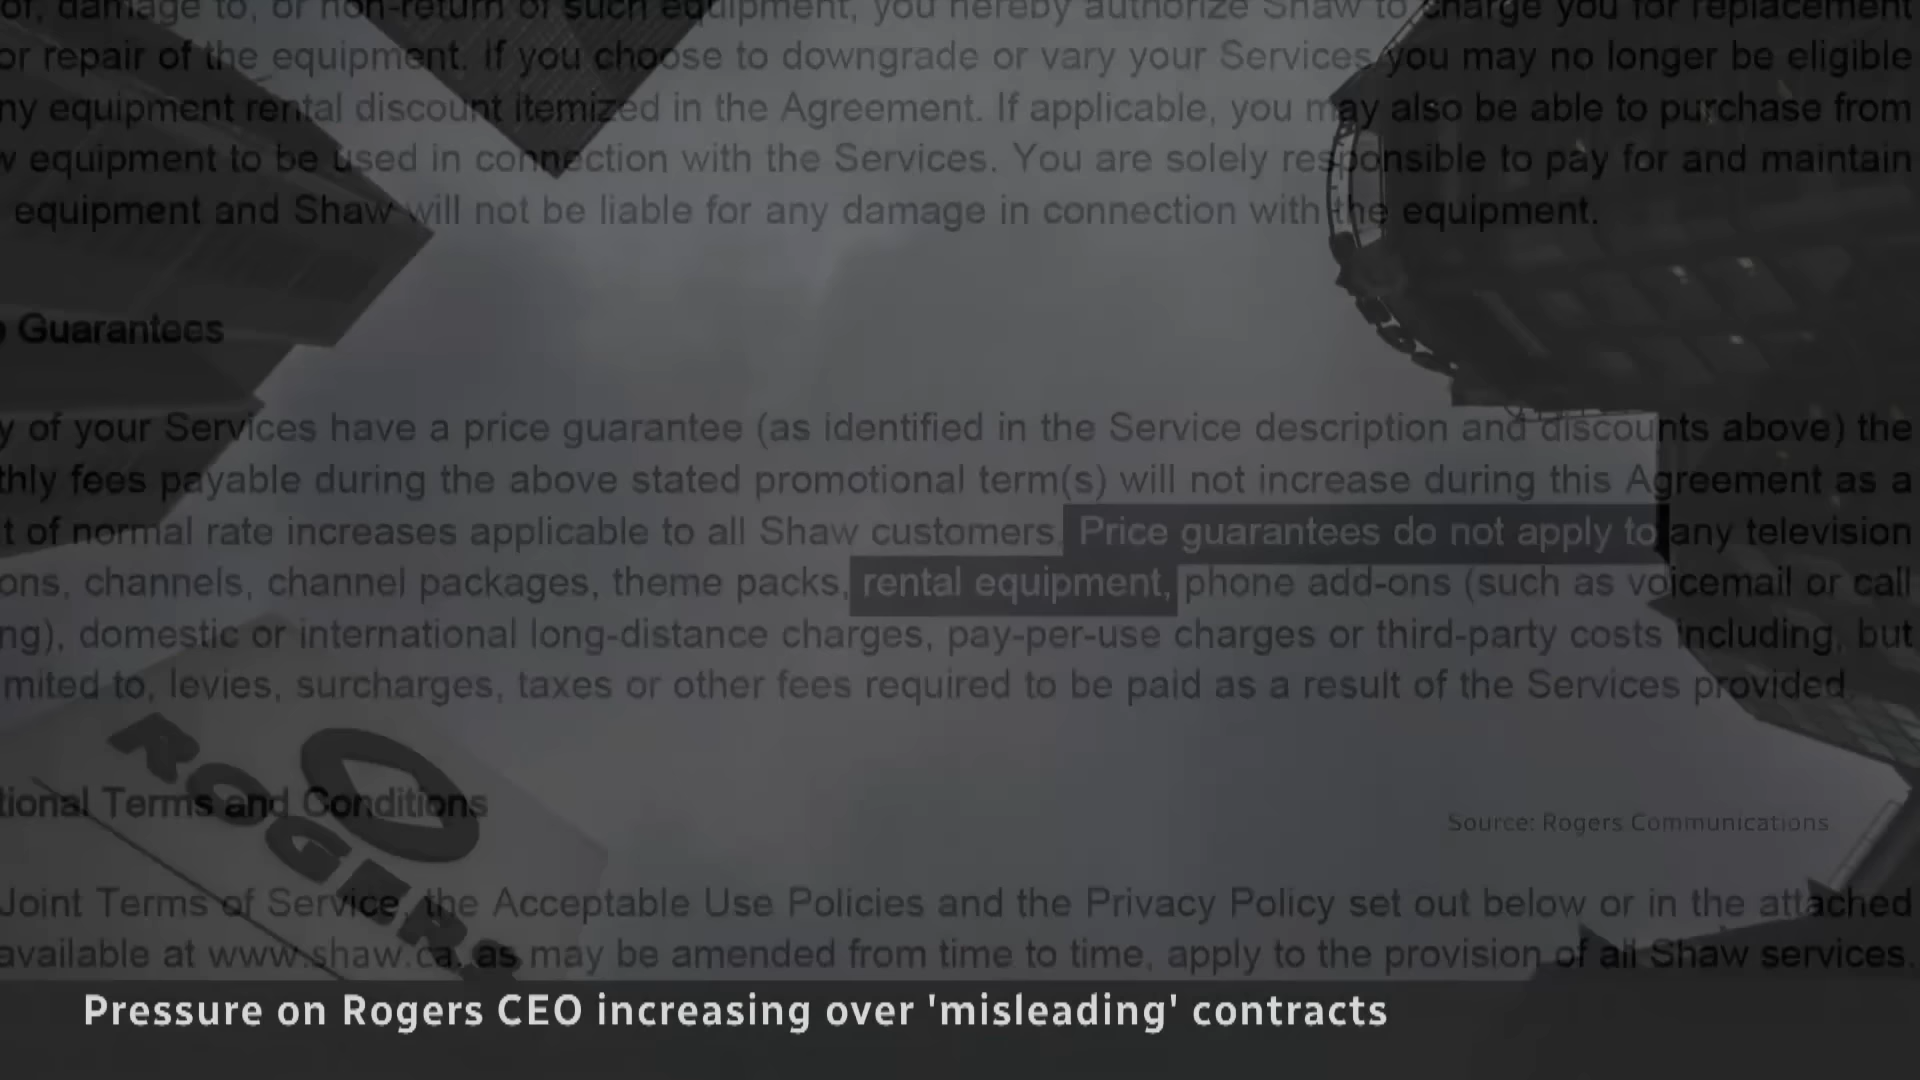 of, damage to, or non-return of such equipment, you hereby authorize Shaw to charge you for replacement
or repair of the equipment. If you choose to downgrade or vary your Services you may no longer be eligible
ny equipment rental discount itemized in the Agreement. If applicable, you may also be able to purchase from
w equipment to be used in connection with the Services. You are solely responsible to pay for and maintain
equipment and Shaw will not be liable for any damage in connection with the equipment.
Guarantees
y of your Services have a price guarantee (as identified in the Service description and discounts above) the
thly fees payable during the above stated promotional term(s) will not increase during this Agreement as a
t of normal rate increases applicable to all Shaw customers. Price guarantees do not apply to any television
ons, channels, channel packages, theme packs, rental equipment, phone add-ons (such as voicemail or call
ng), domestic or international long-distance charges, pay-per-use charges or third-party costs including, but
mited to, levies, surcharges, taxes or other fees required to be paid as a result of the Services provided.
ROGERS
tional Terms and Conditions
Source: Rogers Communications
Joint Terms of Service, the Acceptable Use Policies and the Privacy Policy set out below or in the attached
available at www.shaw.ca, as may be amended from time to time, apply to the provision of all Shaw services.
Pressure on Rogers CEO increasing over 'misleading' contracts